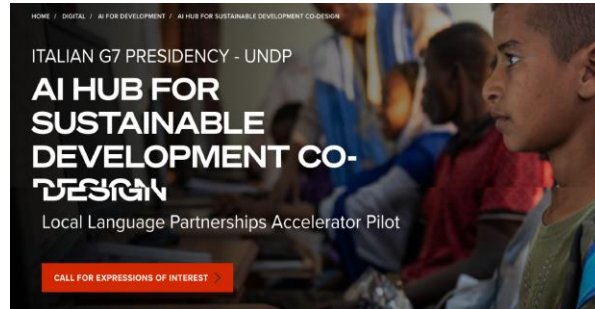 HOME / DIGITAL / AI FOR DEVELOPMENT / AI HUB FOR SUSTAINABLE DEVELOPMENT CO-DESIGN
ITALIAN G7 PRESIDENCY - UNDP
AI HUB FOR
SUSTAINABLE
DEVELOPMENT CO-
DESIGN
Local Language Partnerships Accelerator Pilot
CALL FOR EXPRESSIONS OF INTEREST >